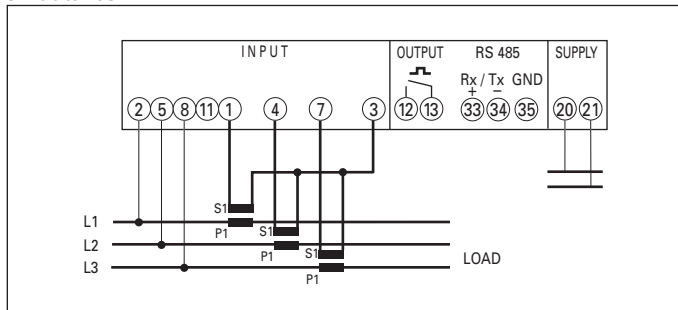 INPUT OUTPUT RS 485 SUPPLY
Rx / Tx GND
+ −
2 5 8 11 1 4 7 3 12 13 33 34 35 20 21
S1
L1
P1 S1
L2
P1 S1
L3 LOAD
P1